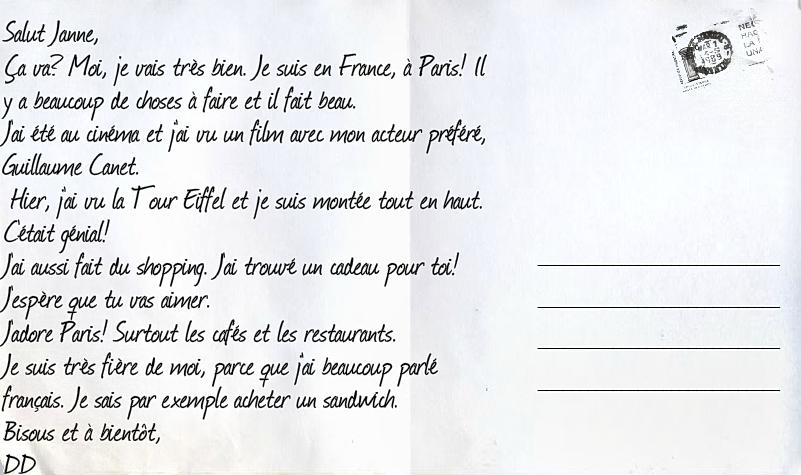 Salut Janne,
Ça va? Moi, je vais très bien. Je suis en France, à Paris! Il
y a beaucoup de choses à faire et il fait beau.
J'ai été au cinéma et j'ai vu un film avec mon acteur préféré,
Guillaume Canet.
Hier, j'ai vu la Tour Eiffel et je suis montée tout en haut.
C'était génial!
J'ai aussi fait du shopping. J'ai trouvé un cadeau pour toi!
J'espère que tu vas aimer.
J'adore Paris! Surtout les cafés et les restaurants.
Je suis très fière de moi, parce que j'ai beaucoup parlé
français. Je sais par exemple acheter un sandwich.
Bisous et à bientôt,
DD